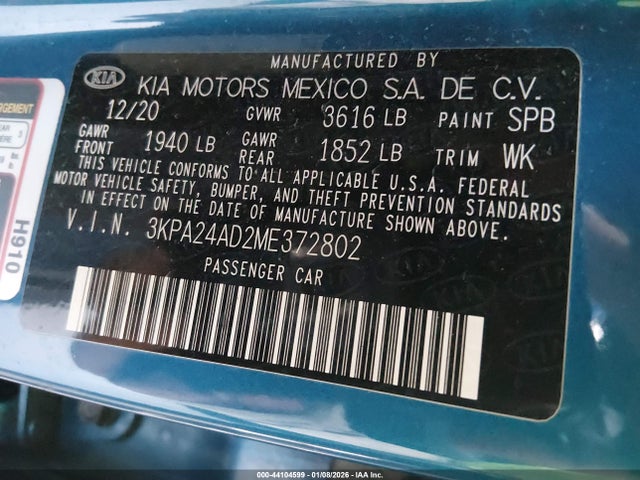 MANUFACTURED BY
KIA KIA MOTORS MEXICO S.A. DE C.V.
12/20 GVWR 3616 LB PAINT SPB
GAWR FRONT 1940 LB GAWR REAR 1852 LB TRIM WK
THIS VEHICLE CONFORMS TO ALL APPLICABLE U.S.A. FEDERAL
MOTOR VEHICLE SAFETY, BUMPER, AND THEFT PREVENTION STANDARDS
IN EFFECT ON THE DATE OF MANUFACTURE SHOWN ABOVE.
V.I.N. 3KPA24AD2ME372802
PASSENGER CAR
H910
000-44104599 - 01/08/2026 - IAA Inc.